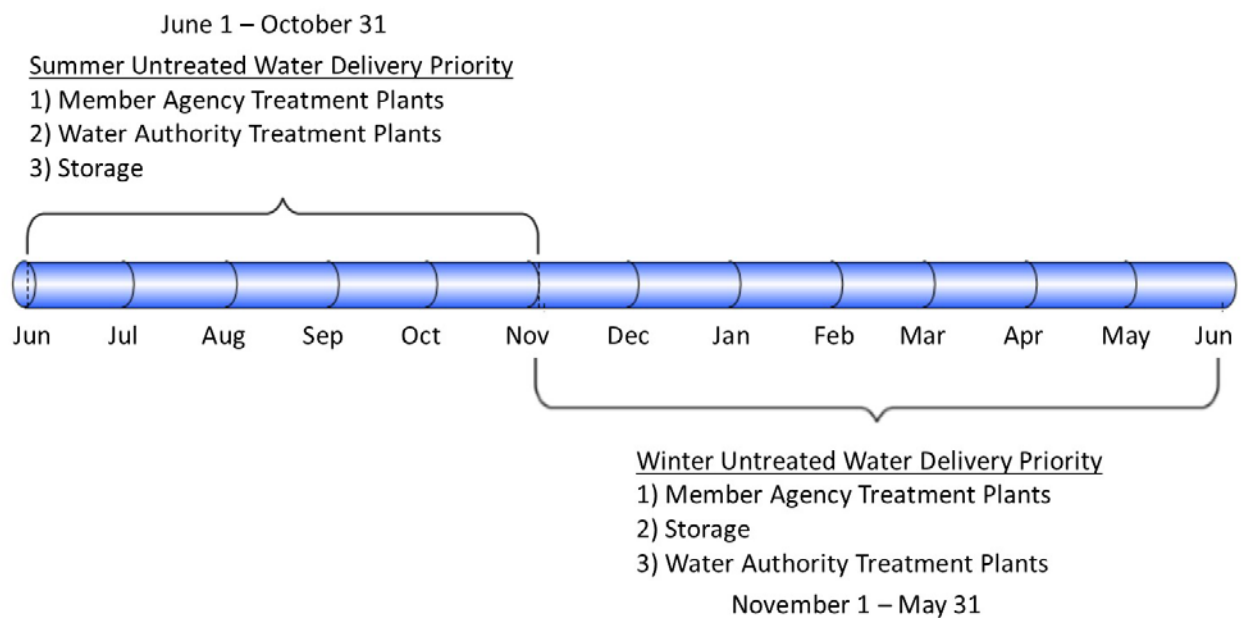 June 1 – October 31
Summer Untreated Water Delivery Priority
1) Member Agency Treatment Plants
2) Water Authority Treatment Plants
3) Storage
Jun Jul Aug Sep Oct Nov Dec Jan Feb Mar Apr May Jun
Winter Untreated Water Delivery Priority
1) Member Agency Treatment Plants
2) Storage
3) Water Authority Treatment Plants
November 1 – May 31